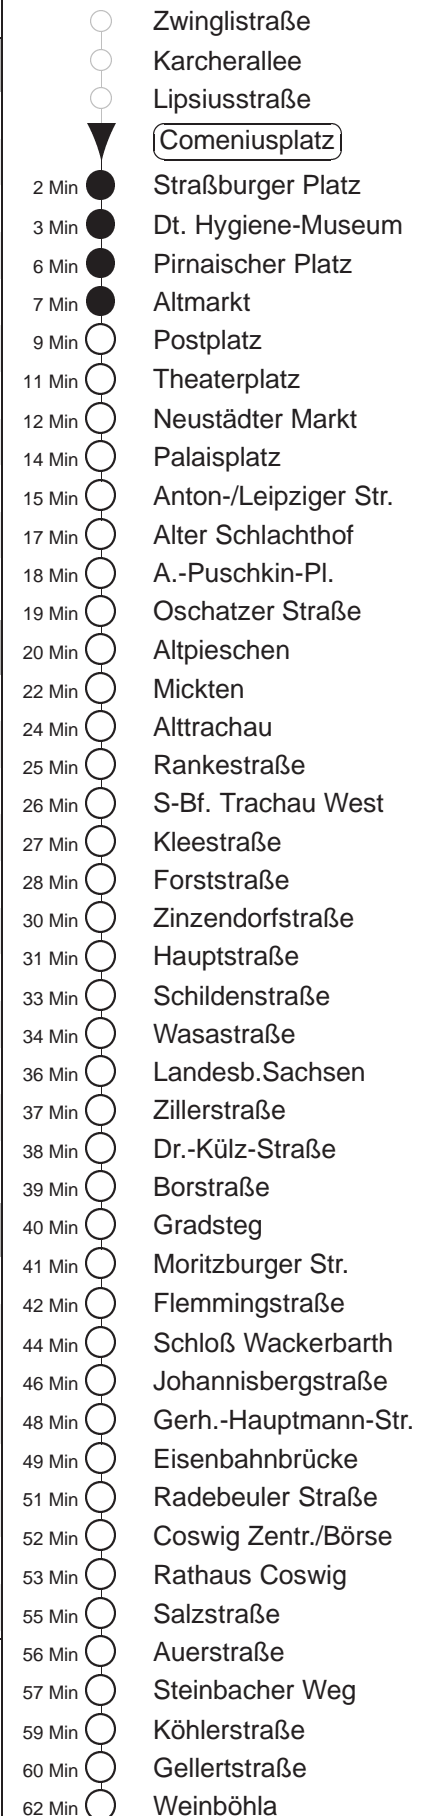 Zwinglistraße
Karcherallee
Lipsiusstraße
Comeniusplatz
2 Min Straßburger Platz
3 Min Dt. Hygiene-Museum
6 Min Pirnaischer Platz
7 Min Altmarkt
9 Min Postplatz
11 Min Theaterplatz
12 Min Neustädter Markt
14 Min Palaisplatz
15 Min Anton-/Leipziger Str.
17 Min Alter Schlachthof
18 Min A.-Puschkin-Pl.
19 Min Oschatzer Straße
20 Min Altpieschen
22 Min Mickten
24 Min Alttrachau
25 Min Rankestraße
26 Min S-Bf. Trachau West
27 Min Kleestraße
28 Min Forststraße
30 Min Zinzendorfstraße
31 Min Hauptstraße
33 Min Schildenstraße
34 Min Wasastraße
36 Min Landesb.Sachsen
37 Min Zillerstraße
38 Min Dr.-Külz-Straße
39 Min Borstraße
40 Min Gradsteg
41 Min Moritzburger Str.
42 Min Flemmingstraße
44 Min Schloß Wackerbarth
46 Min Johannisbergstraße
48 Min Gerh.-Hauptmann-Str.
49 Min Eisenbahnbrücke
51 Min Radebeuler Straße
52 Min Coswig Zentr./Börse
53 Min Rathaus Coswig
55 Min Salzstraße
56 Min Auerstraße
57 Min Steinbacher Weg
59 Min Köhlerstraße
60 Min Gellertstraße
62 Min Weinböhla